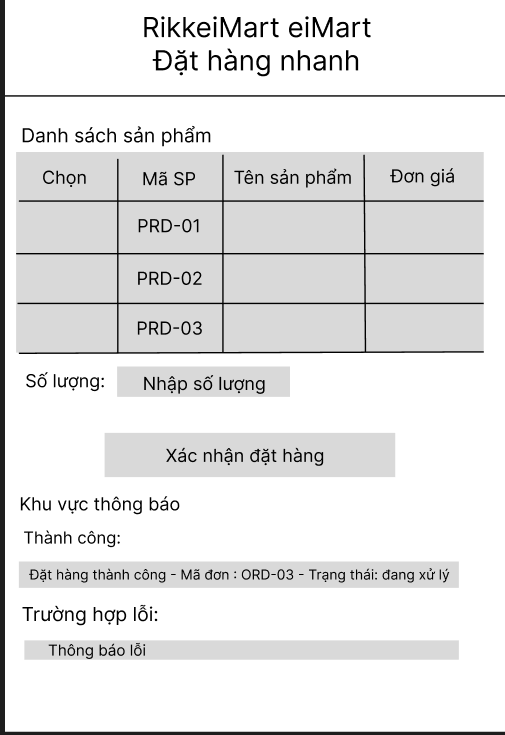 RikkeiMart eiMart
Đặt hàng nhanh
Danh sách sản phẩm
Chọn Mã SP Tên sản phẩm Đơn giá
PRD-01
PRD-02
PRD-03
Số lượng: Nhập số lượng
Xác nhận đặt hàng
Khu vực thông báo
Thành công:
Đặt hàng thành công - Mã đơn : ORD-03 - Trạng thái: đang xử lý
Trường hợp lỗi:
Thông báo lỗi